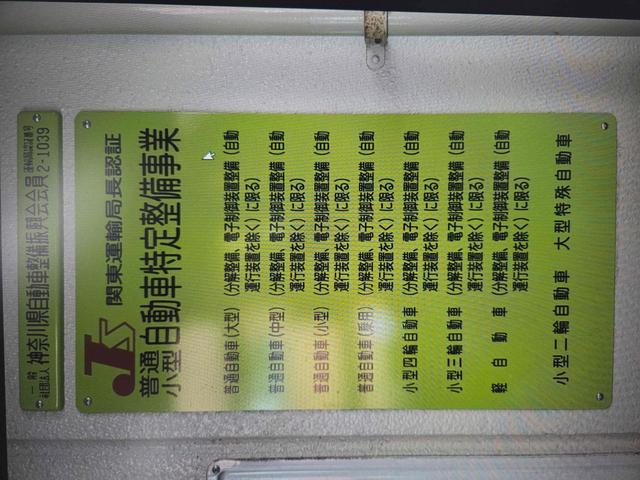 一般
社団法人 神奈川県自動車整備振興会会員 運輸局認証番号 2-1039
関東運輸局長認証
普通
小型 自動車特定整備事業
普通自動車(大型)(分解整備、電子制御装置整備(自動
運行装置を除く)に限る)
普通自動車(中型)(分解整備、電子制御装置整備(自動
運行装置を除く)に限る)
普通自動車(小型)(分解整備、電子制御装置整備(自動
運行装置を除く)に限る)
普通自動車(乗用)(分解整備、電子制御装置整備(自動
運行装置を除く)に限る)
小型四輪自動車(分解整備、電子制御装置整備(自動
運行装置を除く)に限る)
小型三輪自動車(分解整備、電子制御装置整備(自動
運行装置を除く)に限る)
軽自動車(分解整備、電子制御装置整備(自動
運行装置を除く)に限る)
小型二輪自動車 大型特殊自動車